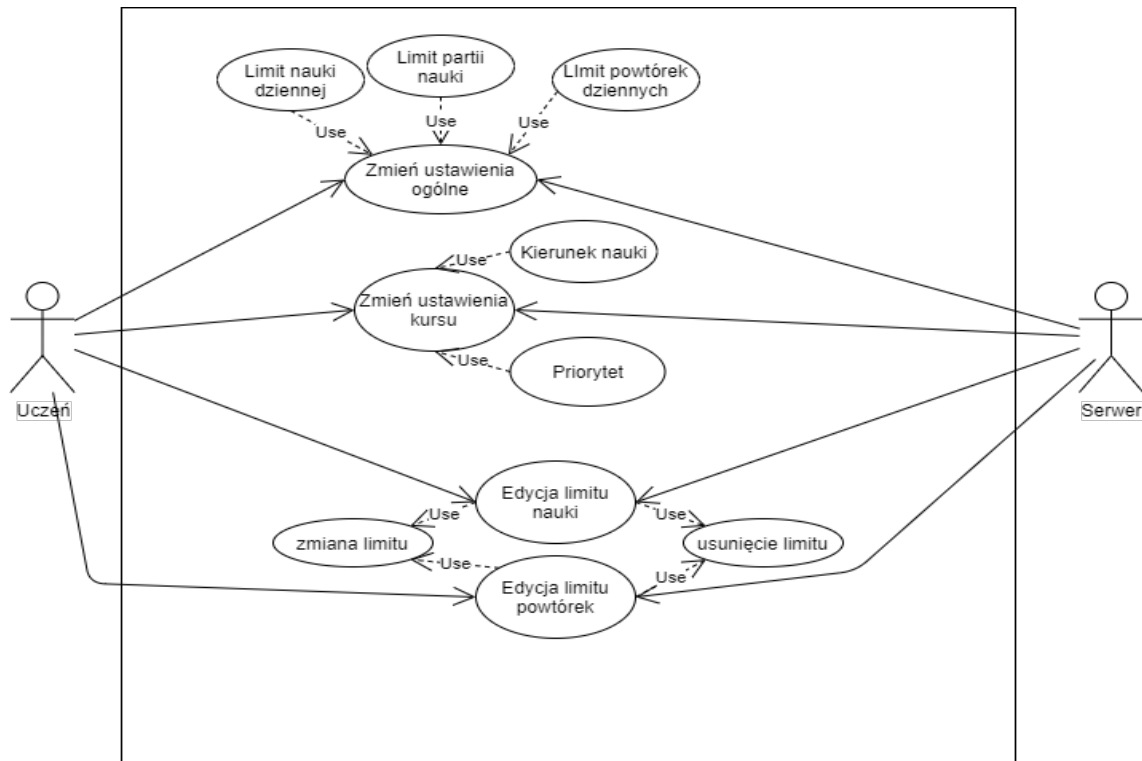 Limit nauki
dziennej
Limit partii
nauki
LImit powtórek
dziennych
Use
Use
Use
Zmień ustawienia
ogólne
Kierunek nauki
Use
Zmień ustawienia
kursu
Use
Priorytet
Uczeń
Serwer
Edycja limitu
nauki
Use
Use
zmiana limitu
usunięcie limitu
Use
Use
Edycja limitu
powtórek